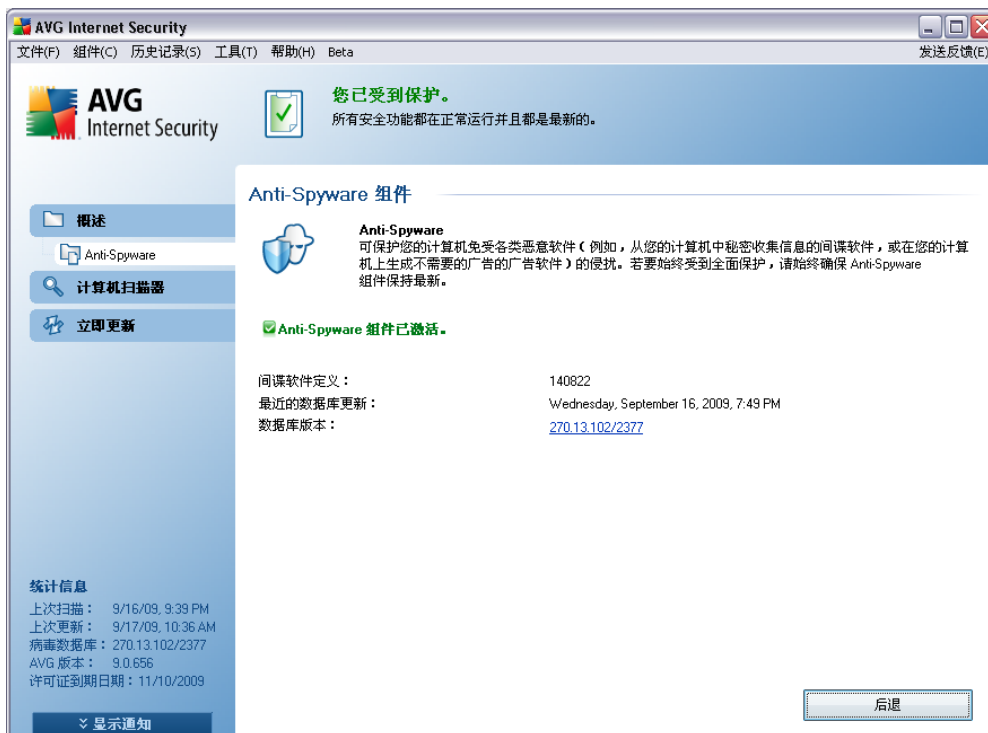 AVG Internet Security
文件(F) 组件(C) 历史记录(S) 工具(T) 帮助(H) Beta 发送反馈(E)
AVG
Internet Security
您已受到保护。
所有安全功能都在正常运行并且都是最新的。
概述
Anti-Spyware
计算机扫描器
立即更新
Anti-Spyware 组件
Anti-Spyware
可保护您的计算机免受各类恶意软件（例如，从您的计算机中秘密收集信息的间谍软件，或在您的计算
机上生成不需要的广告的广告软件）的侵扰。若要始终受到全面保护，请始终确保 Anti-Spyware
组件保持最新。
Anti-Spyware 组件已激活。
间谍软件定义： 140822
最近的数据库更新： Wednesday, September 16, 2009, 7:49 PM
数据库版本： 270.13.102/2377
统计信息
上次扫描： 9/16/09, 9:39 PM
上次更新： 9/17/09, 10:36 AM
病毒数据库： 270.13.102/2377
AVG 版本： 9.0.656
许可证到期日期： 11/10/2009
显示通知
后退